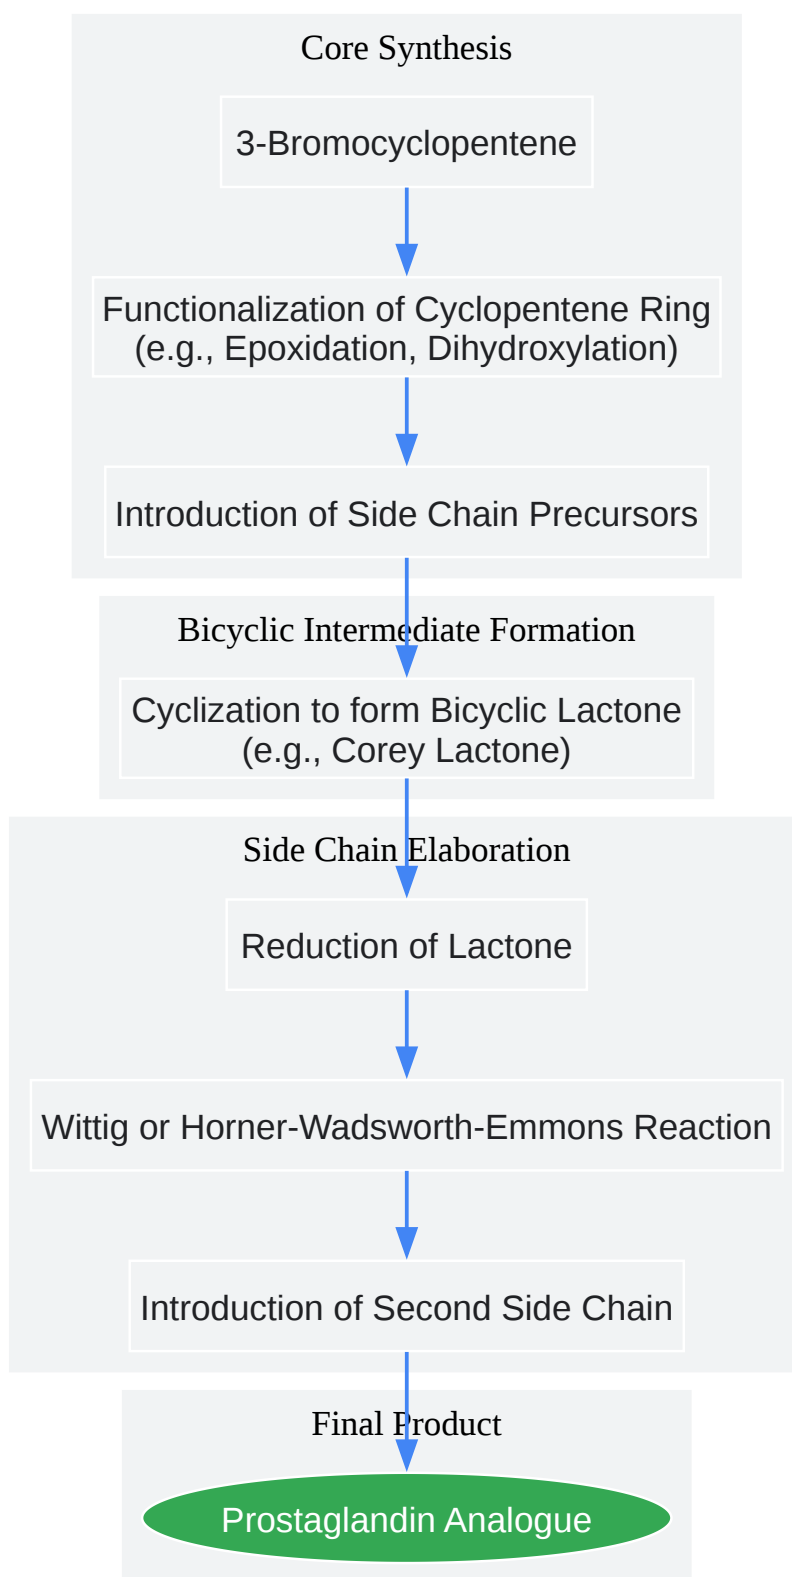 Core Synthesis
3-Bromocyclopentene
Functionalization of Cyclopentene Ring
(e.g., Epoxidation, Dihydroxylation)
Introduction of Side Chain Precursors
Bicyclic Intermediate Formation
Cyclization to form Bicyclic Lactone
(e.g., Corey Lactone)
Side Chain Elaboration
Reduction of Lactone
Wittig or Horner-Wadsworth-Emmons Reaction
Introduction of Second Side Chain
Final Product
Prostaglandin Analogue